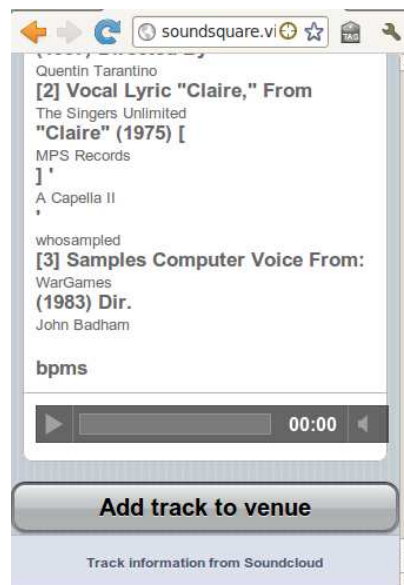 soundsquare.vi
TAG
Quentin Tarantino
[2] Vocal Lyric "Claire," From
The Singers Unlimited
"Claire" (1975) [
MPS Records
] '
A Capella II
'
whosampled
[3] Samples Computer Voice From:
WarGames
(1983) Dir.
John Badham
bpms
00:00
Add track to venue
Track information from Soundcloud